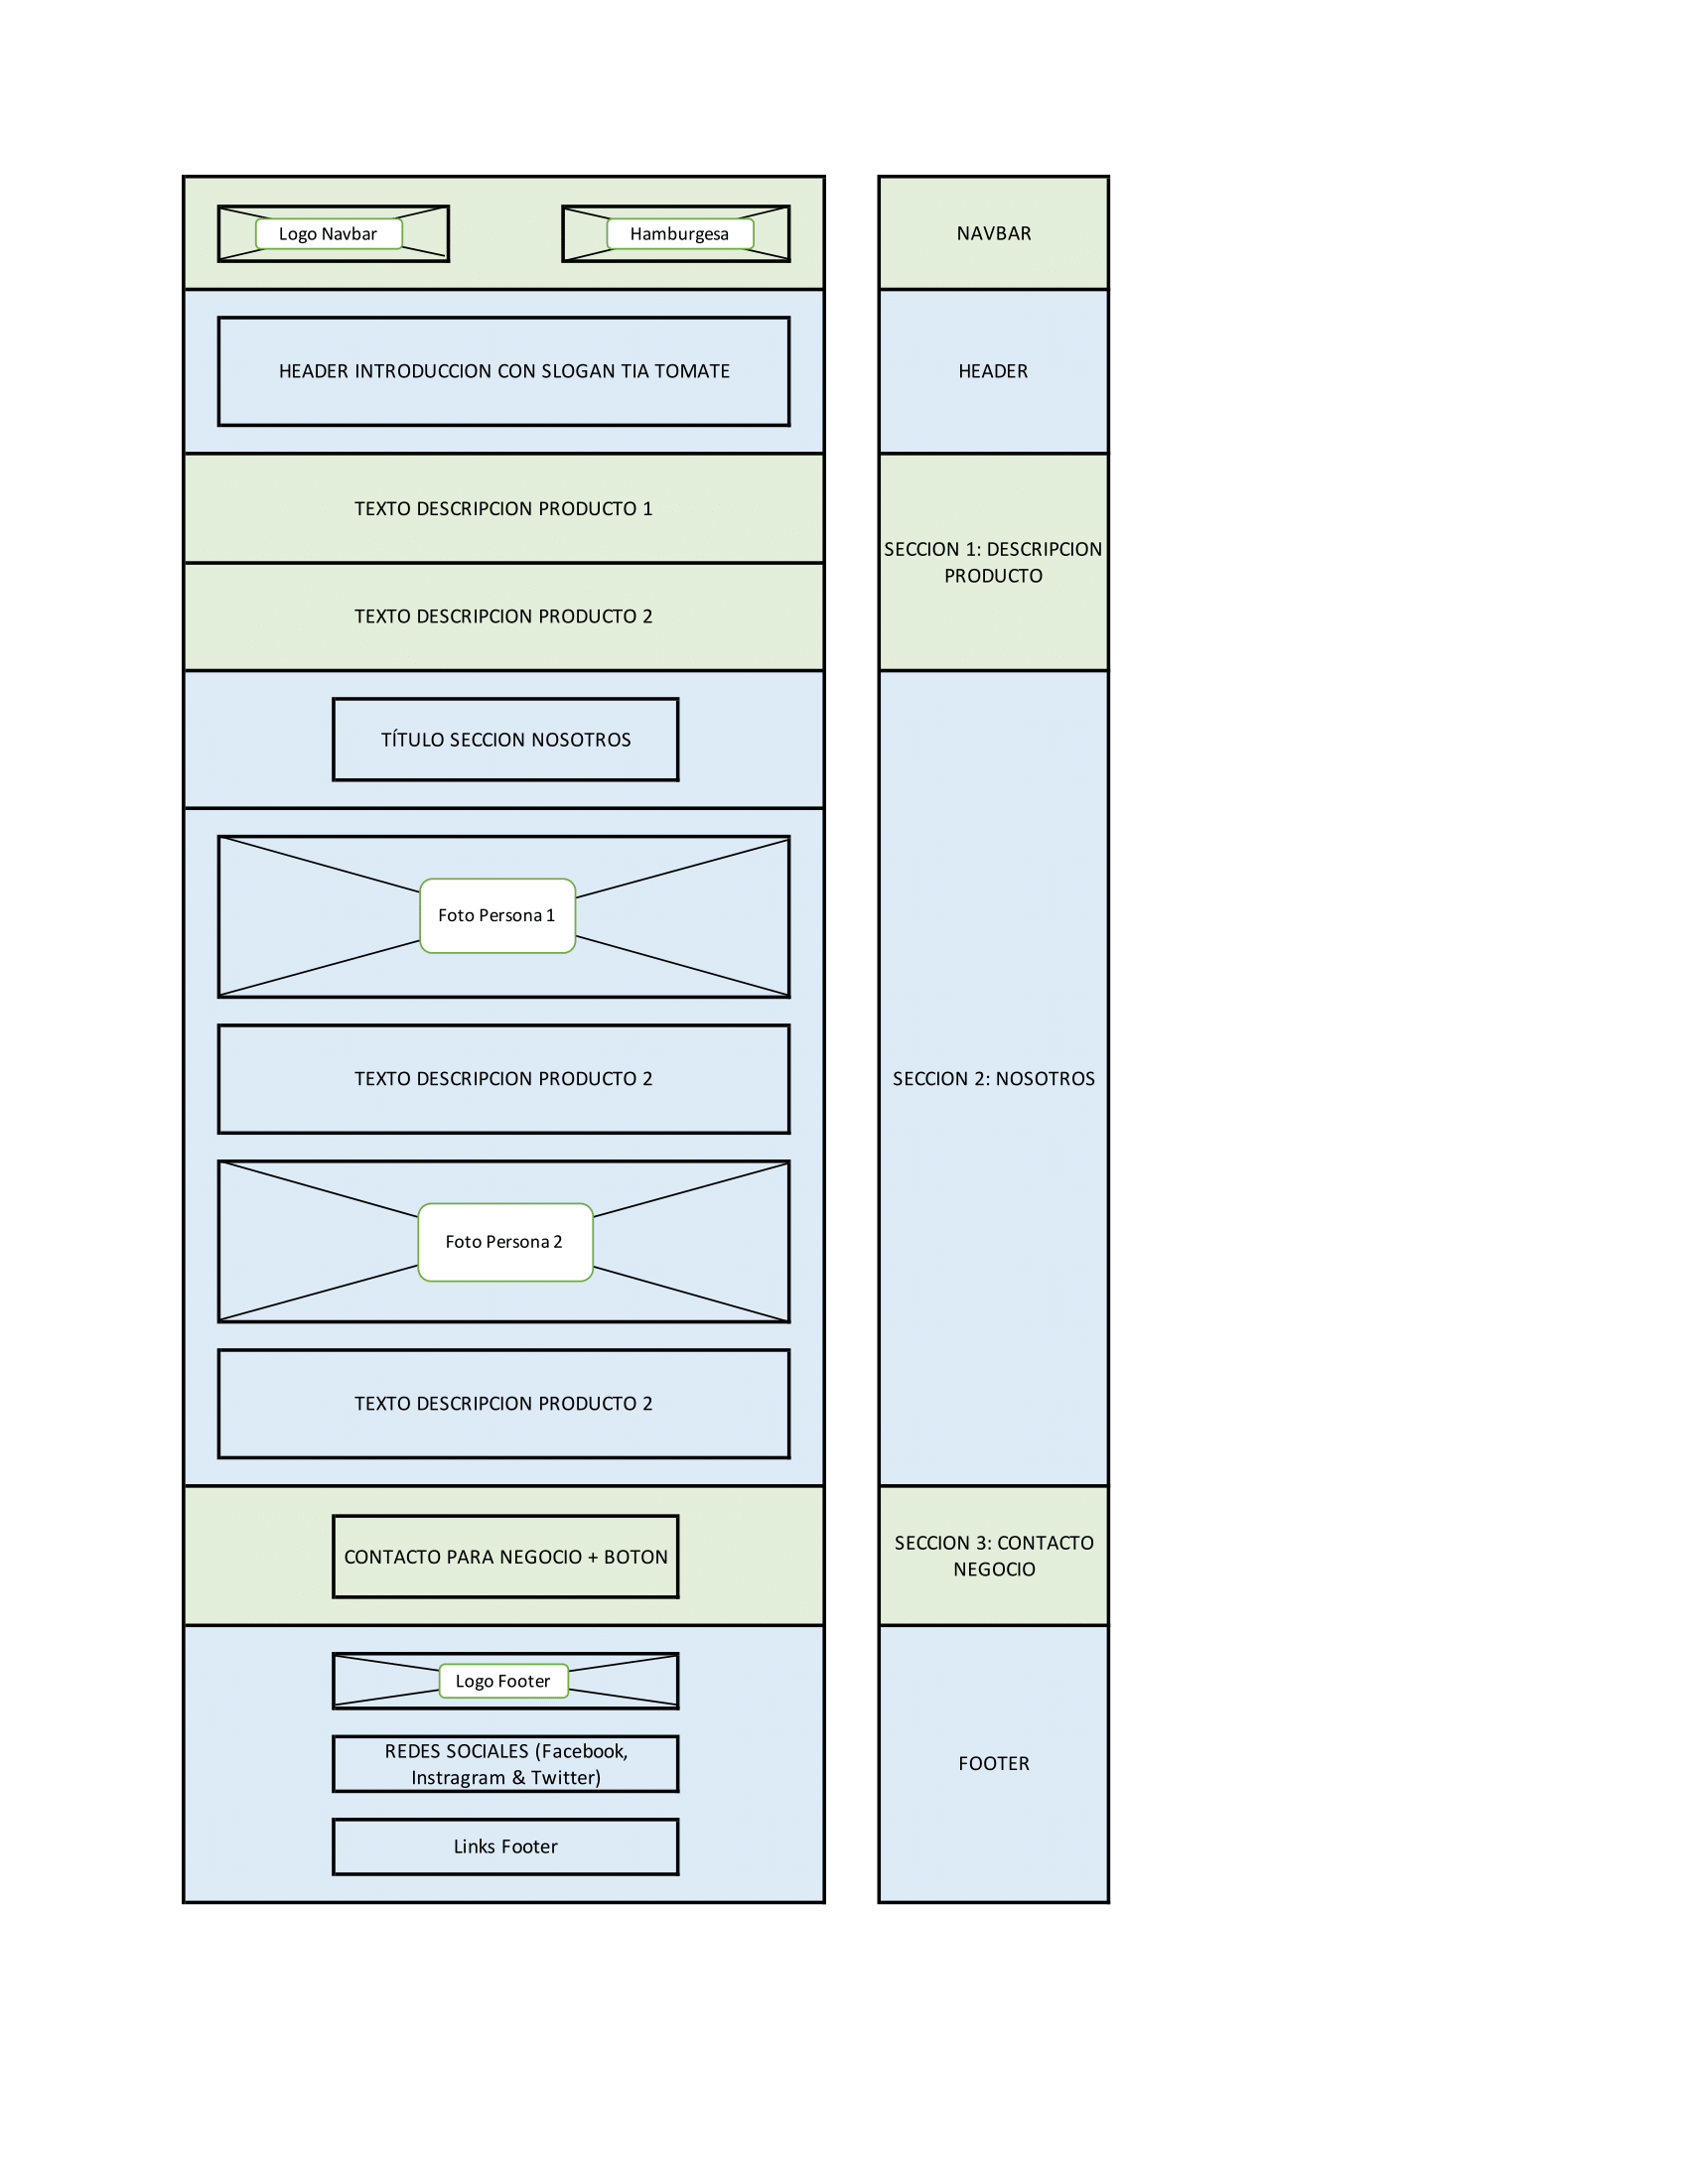 Logo Navbar
Hamburgesa
NAVBAR
HEADER INTRODUCCION CON SLOGAN TIA TOMATE
HEADER
TEXTO DESCRIPCION PRODUCTO 1
SECCION 1: DESCRIPCION
PRODUCTO
TEXTO DESCRIPCION PRODUCTO 2
TÍTULO SECCION NOSOTROS
Foto Persona 1
TEXTO DESCRIPCION PRODUCTO 2
SECCION 2: NOSOTROS
Foto Persona 2
TEXTO DESCRIPCION PRODUCTO 2
CONTACTO PARA NEGOCIO + BOTON
SECCION 3: CONTACTO
NEGOCIO
Logo Footer
REDES SOCIALES (Facebook,
Instragram & Twitter)
FOOTER
Links Footer